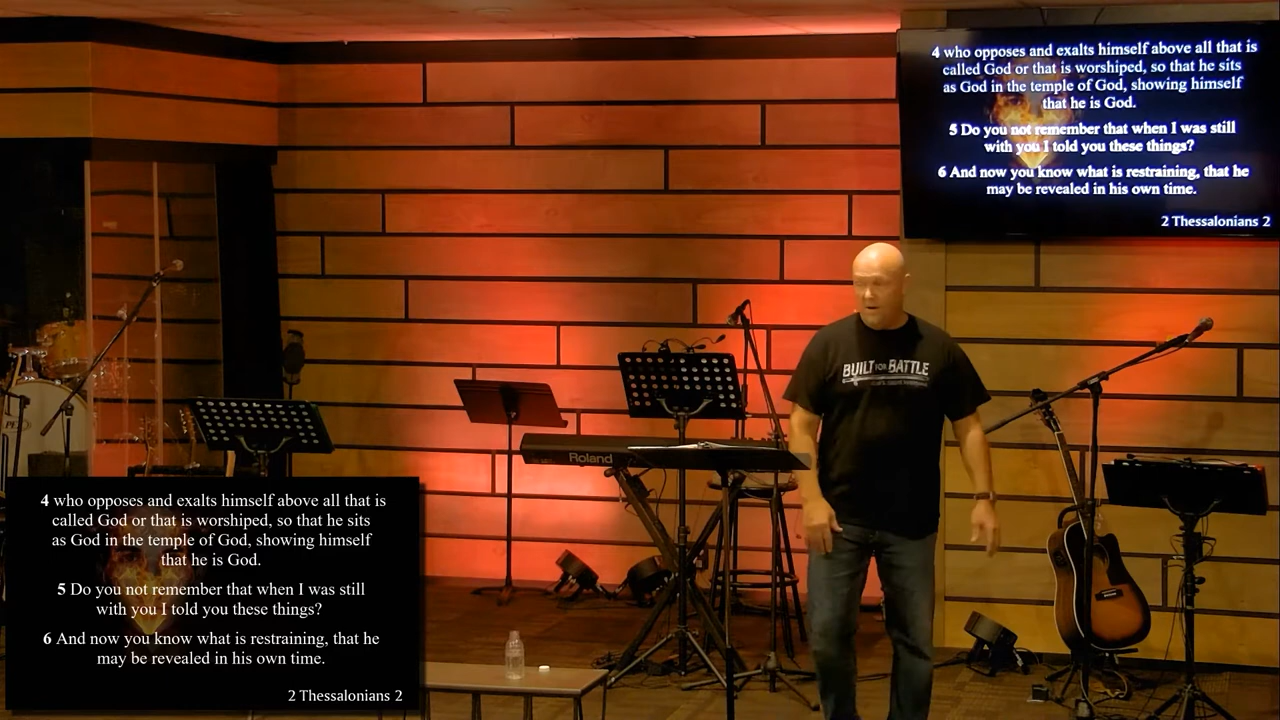 4 who opposes and exalts himself above all that is
called God or that is worshiped, so that he sits
as God in the temple of God, showing himself
that he is God.
5 Do you not remember that when I was still
with you I told you these things?
6 And now you know what is restraining, that he
may be revealed in his own time.
2 Thessalonians 2
BUILT FOR BATTLE
Roland
4 who opposes and exalts himself above all that is
called God or that is worshiped, so that he sits
as God in the temple of God, showing himself
that he is God.
5 Do you not remember that when I was still
with you I told you these things?
6 And now you know what is restraining, that he
may be revealed in his own time.
2 Thessalonians 2